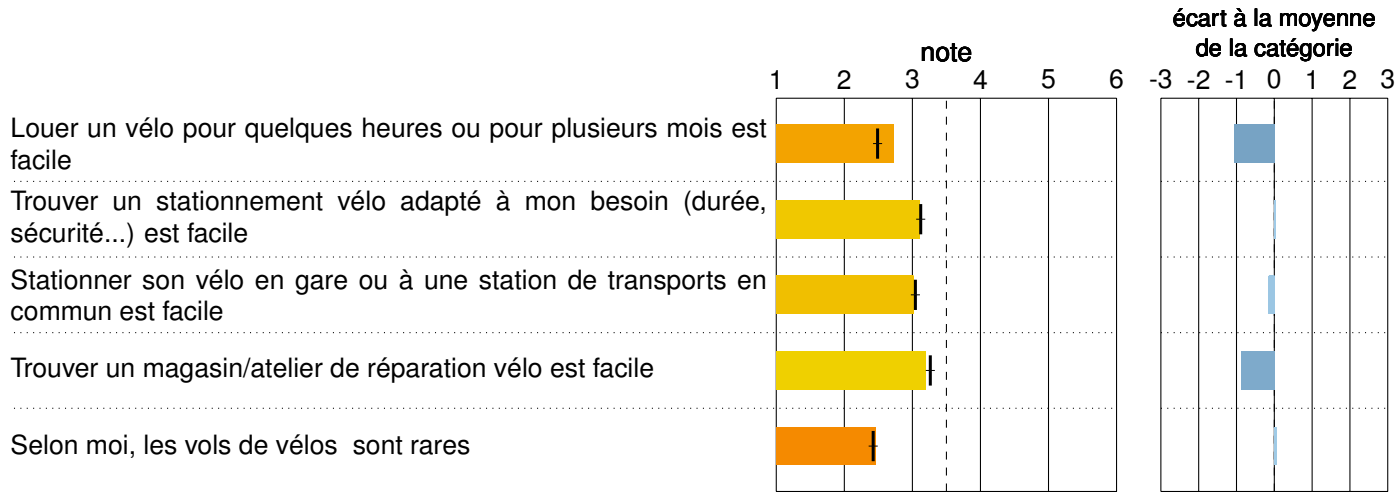 écart à la moyenne
note de la catégorie
1 2 3 4 5 6 -3 -2 -1 0 1 2 3
Louer un vélo pour quelques heures ou pour plusieurs mois est
facile
Trouver un stationnement vélo adapté à mon besoin (durée,
sécurité...) est facile
Stationner son vélo en gare ou à une station de transports en
commun est facile
Trouver un magasin/atelier de réparation vélo est facile
Selon moi, les vols de vélos sont rares